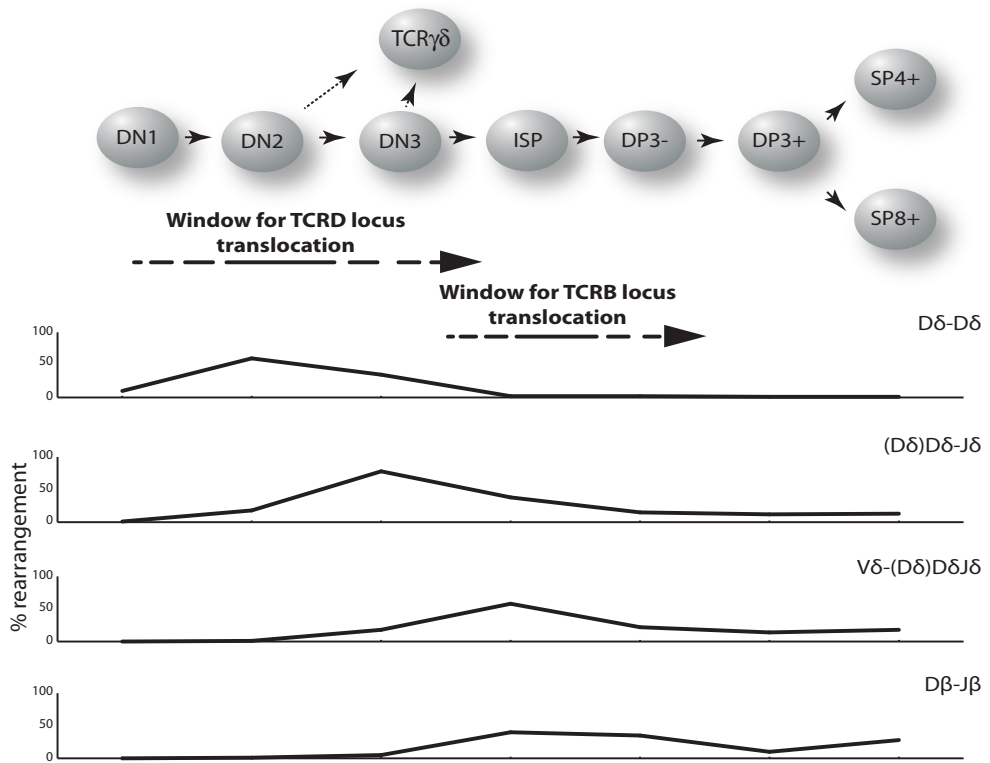 TCRγδ
SP4+
DN1
DN2
DN3
ISP
DP3-
DP3+
SP8+
Window for TCRD locus
translocation
Window for TCRB locus
translocation
Dδ-Dδ
100
50
0
(Dδ)Dδ-Jδ
100
50
0
% rearrangement
Vδ-(Dδ)DδJδ
100
50
0
Dβ-Jβ
100
50
0